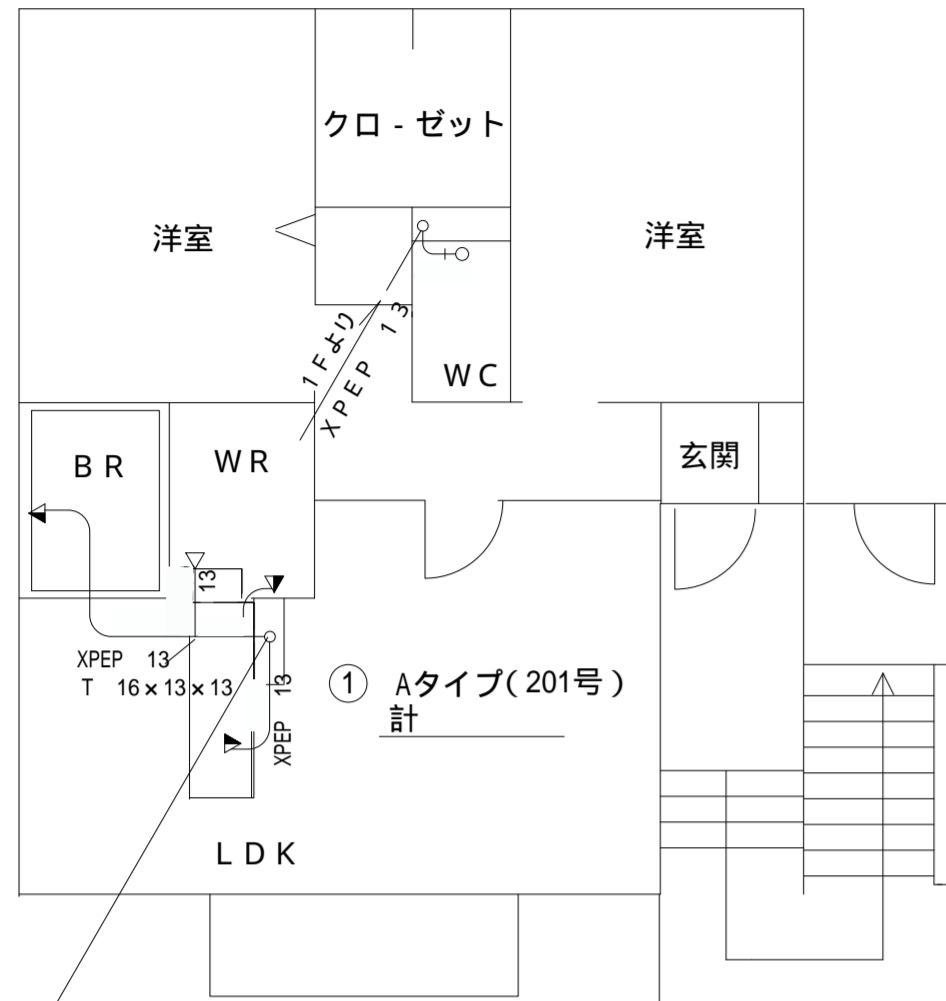 クロ - ゼット
洋室
洋室
1Fより
XPEP 13
WC
BR
WR
玄関
13
XPEP 13
T 16×13×13
13
XPEP
① Aタイプ(201号)
計
LDK